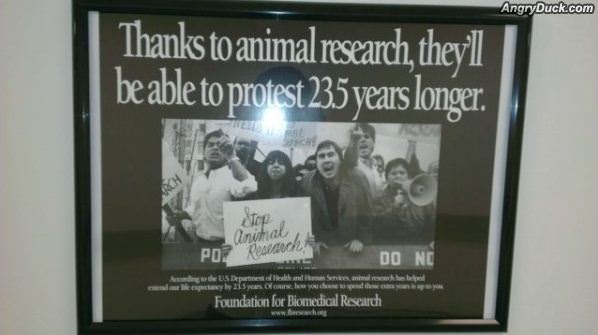 AngryDuck.com
Thanks to animal research, they'll
be able to protest 23.5 years longer.
Stop
animal
Research!
PO
DO NO
According to the U.S. Department of Health and Human Services, animal research has helped
extend our life expectancy by 23.5 years. Of course, how you choose to spend those extra years is up to you.
Foundation for Biomedical Research
www.fbresearch.org